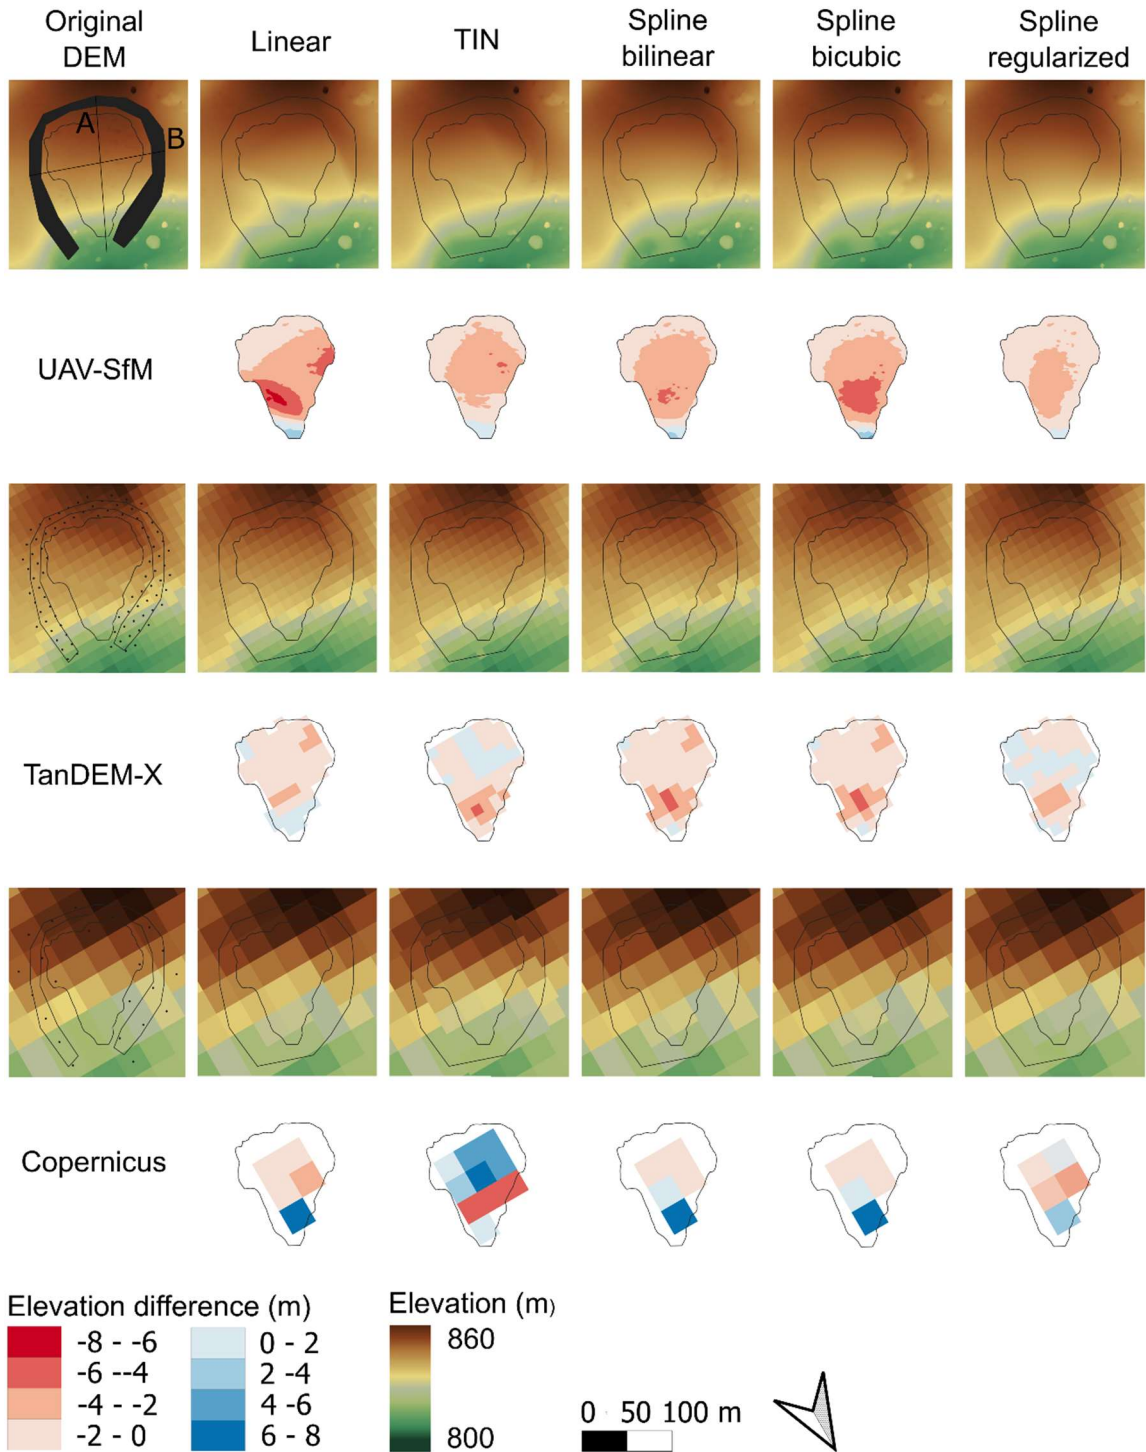 Original
DEM
Linear
TIN
Spline
bilinear
Spline
bicubic
Spline
regularized
A
B
UAV-SfM
TanDEM-X
Copernicus
Elevation difference (m)
-8 - -6
-6 --4
-4 - -2
-2 - 0
0 - 2
2 -4
4 -6
6 - 8
Elevation (m)
860
800
0 50 100 m